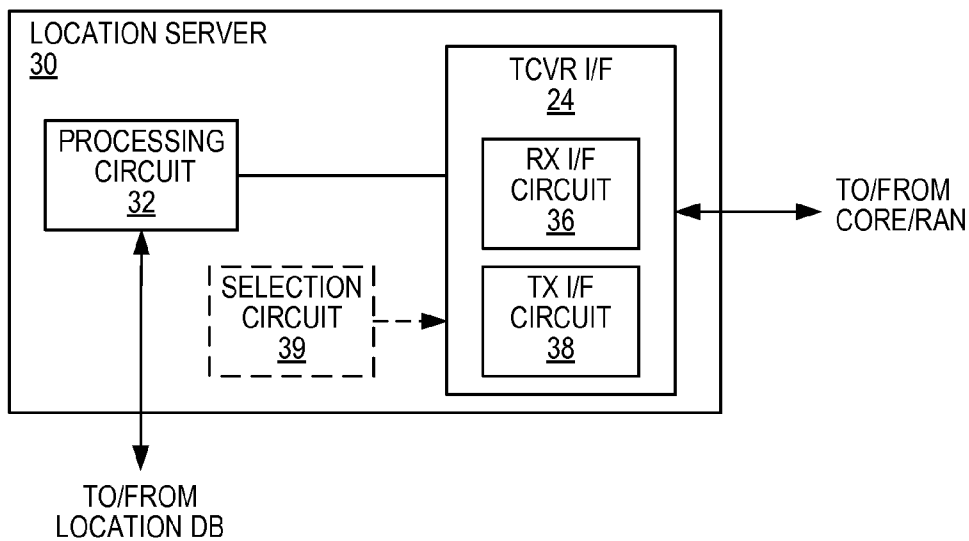 LOCATION SERVER
30
TCVR I/F
24
PROCESSING
CIRCUIT
32
RX I/F
CIRCUIT
36
TO/FROM
CORE/RAN
SELECTION
CIRCUIT
39
TX I/F
CIRCUIT
38
TO/FROM
LOCATION DB